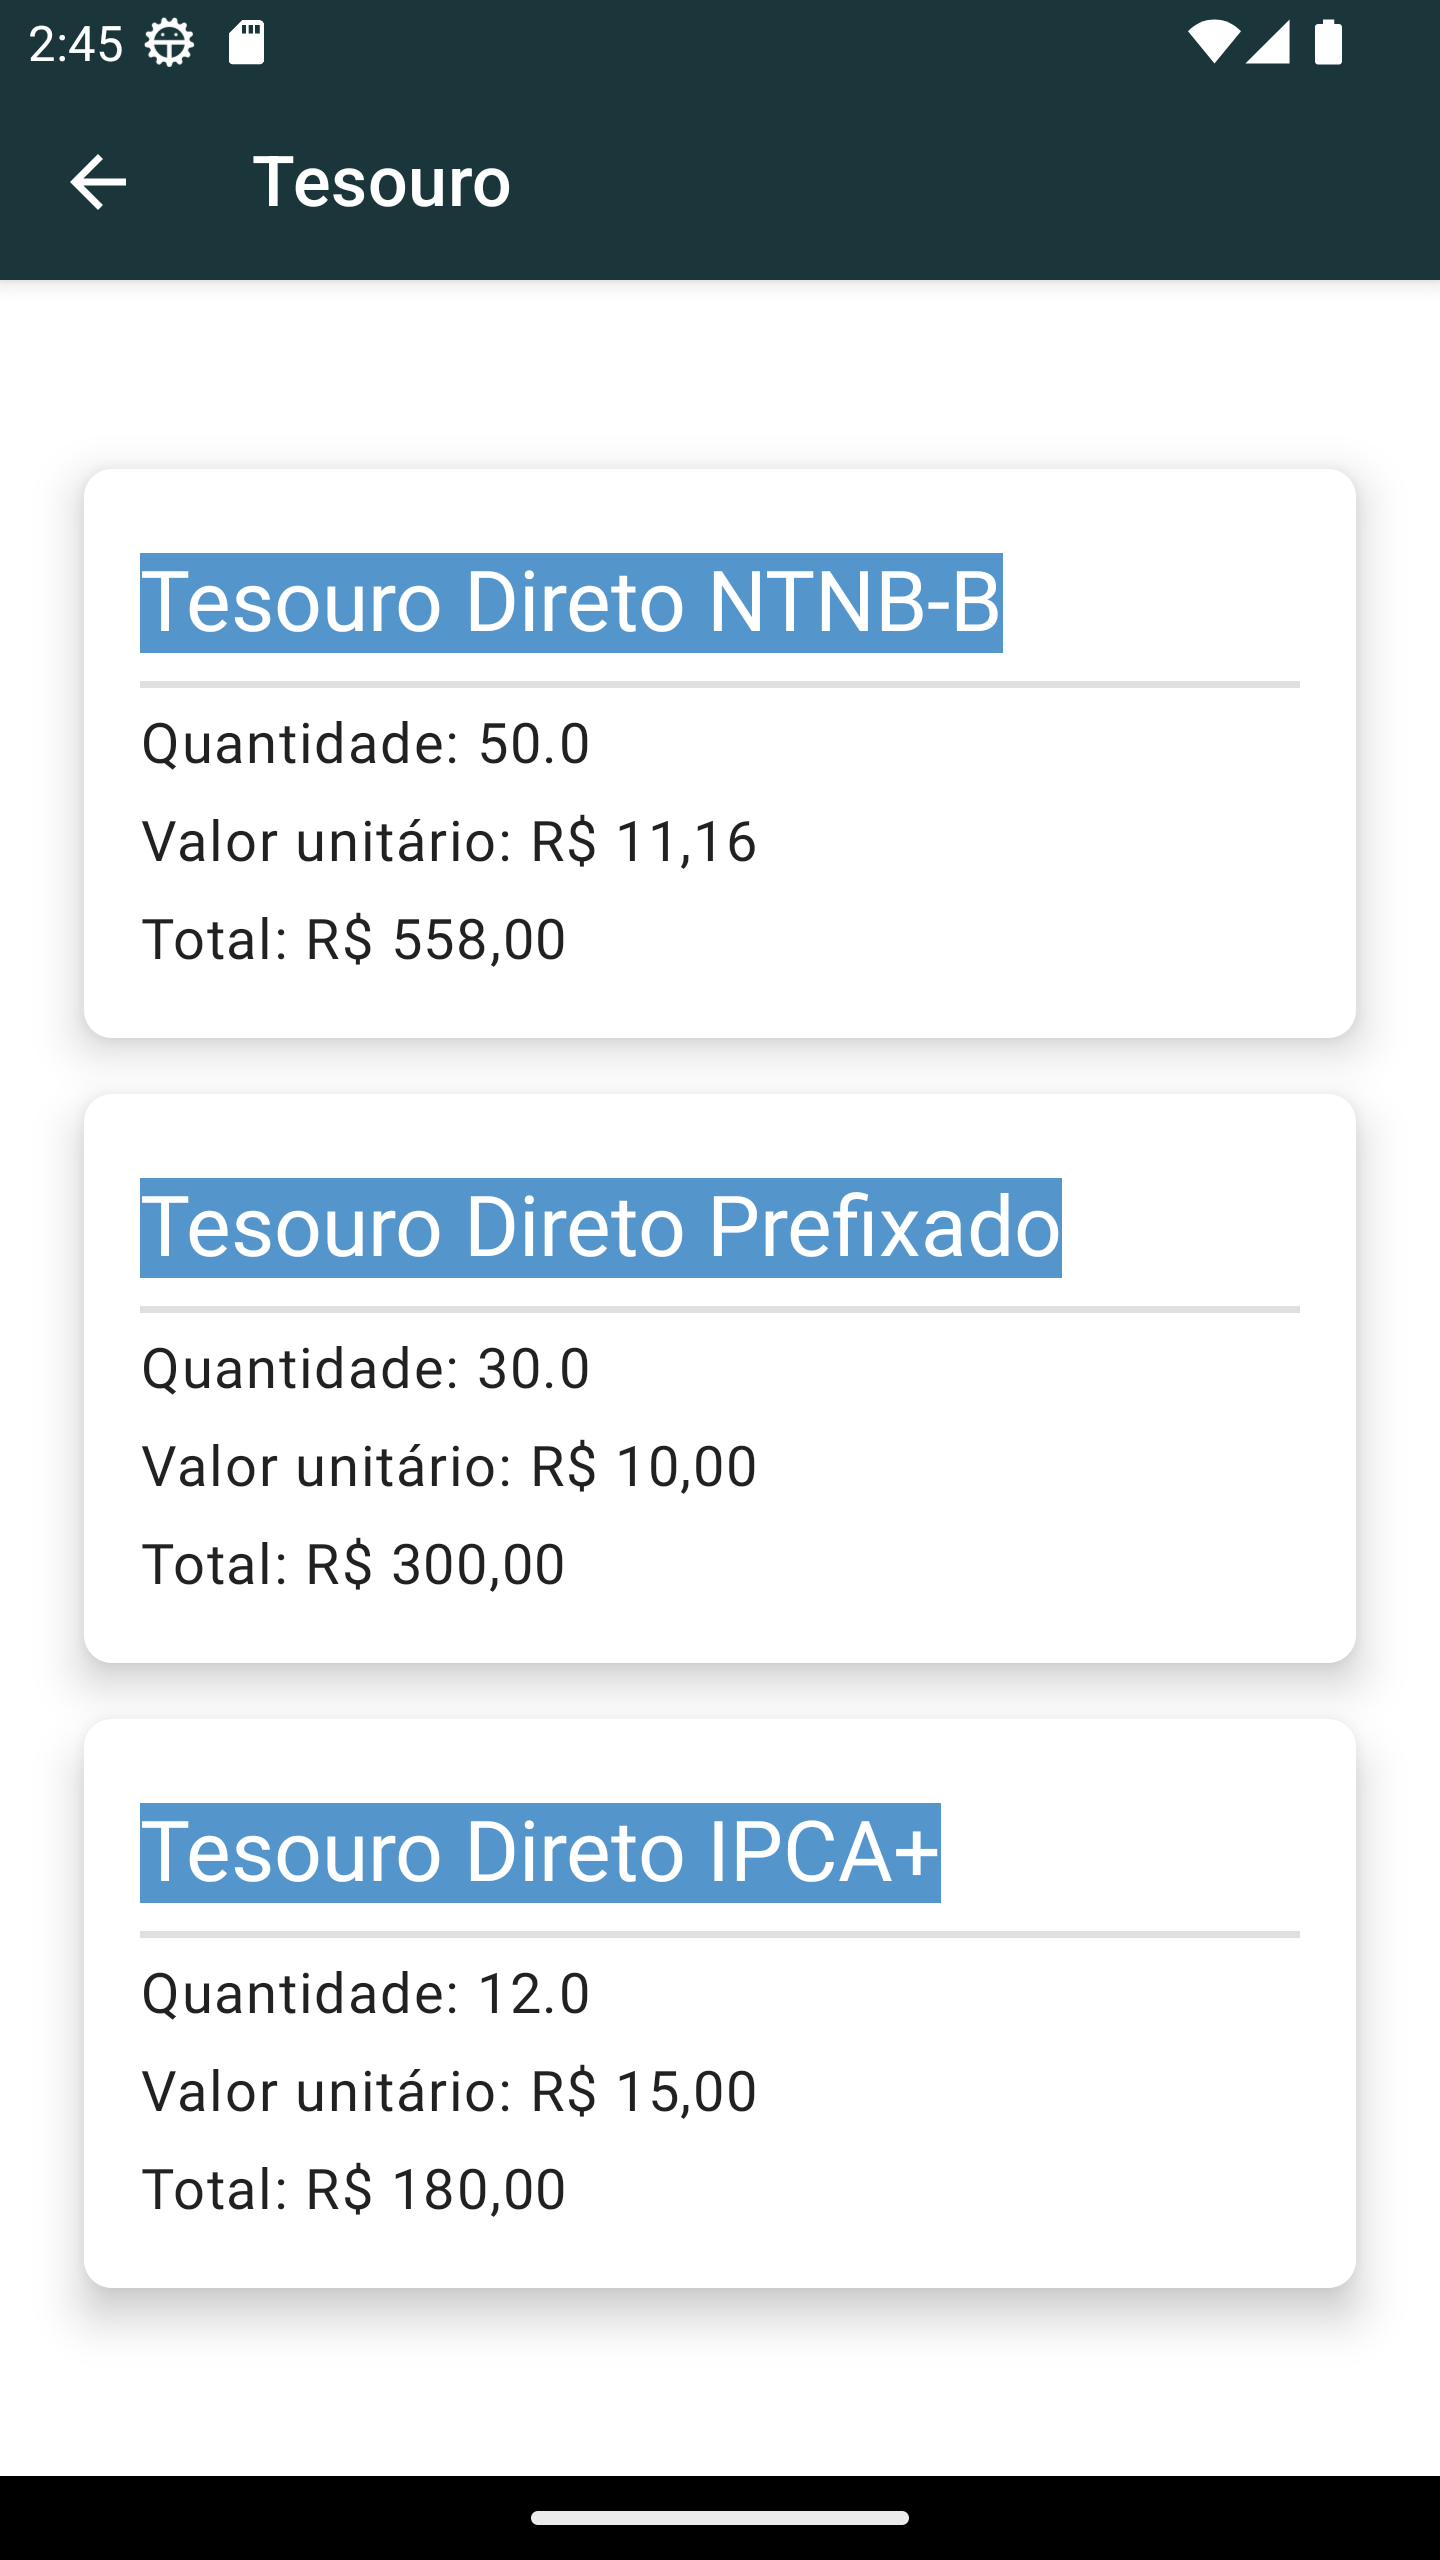 2:45
Tesouro
Tesouro Direto NTNB-B
Quantidade: 50.0
Valor unitário: R$ 11,16
Total: R$ 558,00
Tesouro Direto Prefixado
Quantidade: 30.0
Valor unitário: R$ 10,00
Total: R$ 300,00
Tesouro Direto IPCA+
Quantidade: 12.0
Valor unitário: R$ 15,00
Total: R$ 180,00